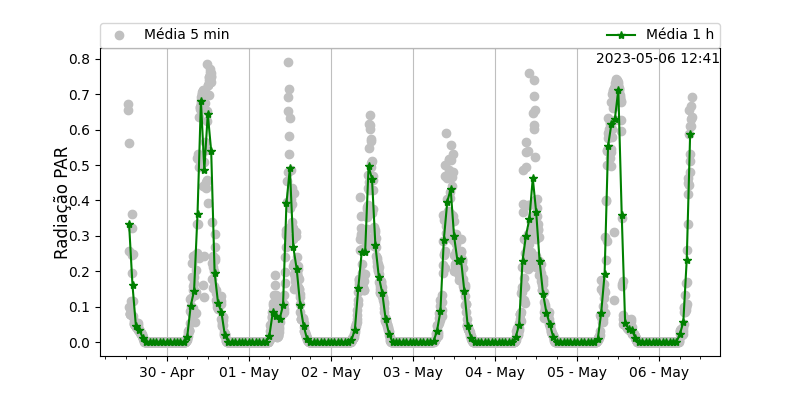 Média 5 min
Média 1 h
2023-05-06 12:41
Radiação PAR
0.8
0.7
0.6
0.5
0.4
0.3
0.2
0.1
0.0
30 - Apr
01 - May
02 - May
03 - May
04 - May
05 - May
06 - May